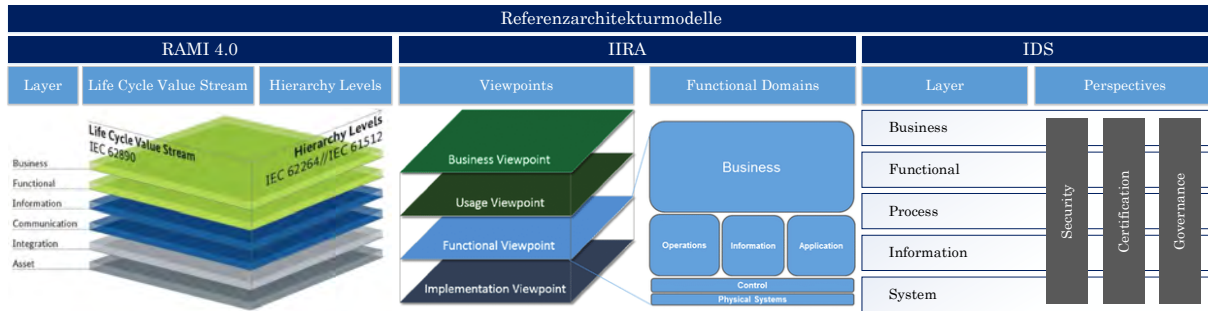 Referenzarchitekturmodelle
RAMI 4.0
IIRA
IDS
Layer
Life Cycle Value Stream
Hierarchy Levels
Viewpoints
Functional Domains
Layer
Perspectives
Life Cycle Value Stream
IEC 62890
Hierarchy Levels
IEC 62264//IEC 61512
Business
Functional
Information
Communication
Integration
Asset
Business Viewpoint
Usage Viewpoint
Functional Viewpoint
Implementation Viewpoint
Business
Operations
Information
Application
Control
Physical Systems
Business
Functional
Process
Information
System
Security
Certification
Governance